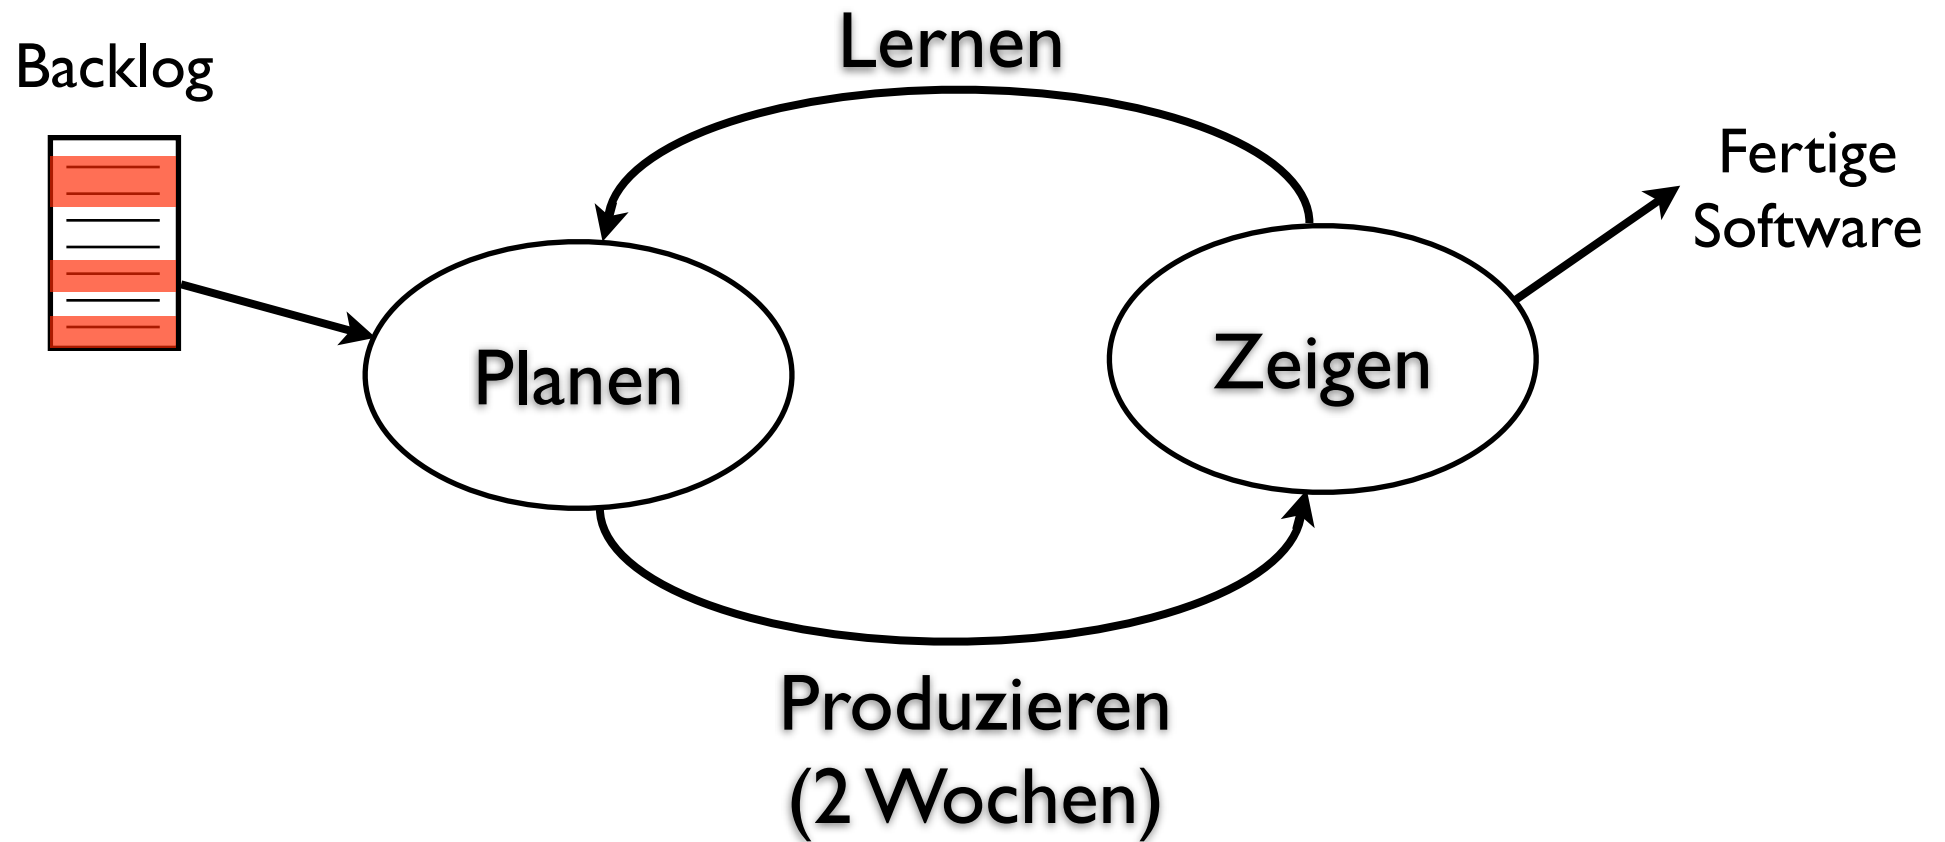 Lernen
Backlog
Fertige
Software
Planen
Zeigen
Produzieren
(2 Wochen)